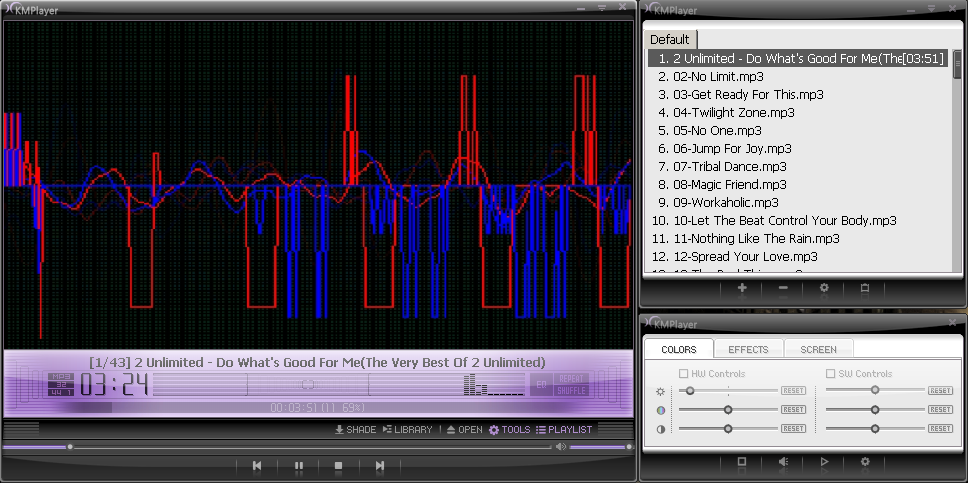 KMPlayer
[1/43] 2 Unlimited - Do What's Good For Me(The Very Best Of 2 Unlimited)
MP3
32
44.1
03:24
EQ
REPEAT
SHUFFLE
00:03:51 (11.69%)
SHADE LIBRARY OPEN TOOLS PLAYLIST
KMPlayer
Default
1. 2 Unlimited - Do What's Good For Me(The[03:51]
2. 02-No Limit.mp3
3. 03-Get Ready For This.mp3
4. 04-Twilight Zone.mp3
5. 05-No One.mp3
6. 06-Jump For Joy.mp3
7. 07-Tribal Dance.mp3
8. 08-Magic Friend.mp3
9. 09-Workaholic.mp3
10. 10-Let The Beat Control Your Body.mp3
11. 11-Nothing Like The Rain.mp3
12. 12-Spread Your Love.mp3
KMPlayer
COLORS EFFECTS SCREEN
HW Controls SW Controls
RESET RESET
RESET RESET
RESET RESET